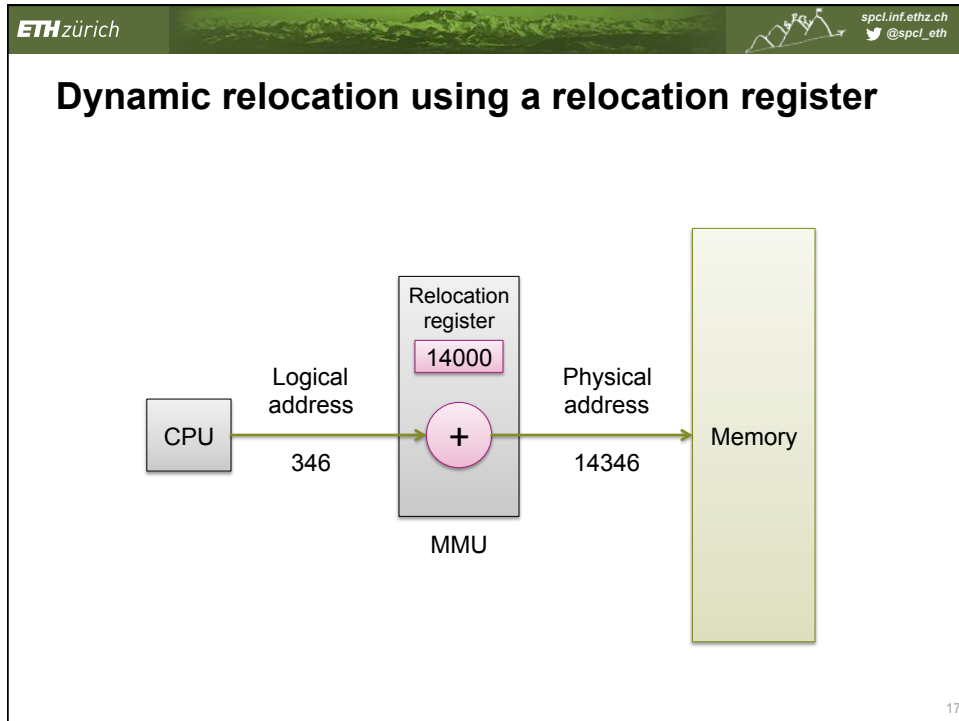 ETH zürich
spcl.inf.ethz.ch
@spcl_eth
Dynamic relocation using a relocation register
Relocation
register
14000
Logical
address
Physical
address
CPU
+
Memory
346
14346
MMU
17